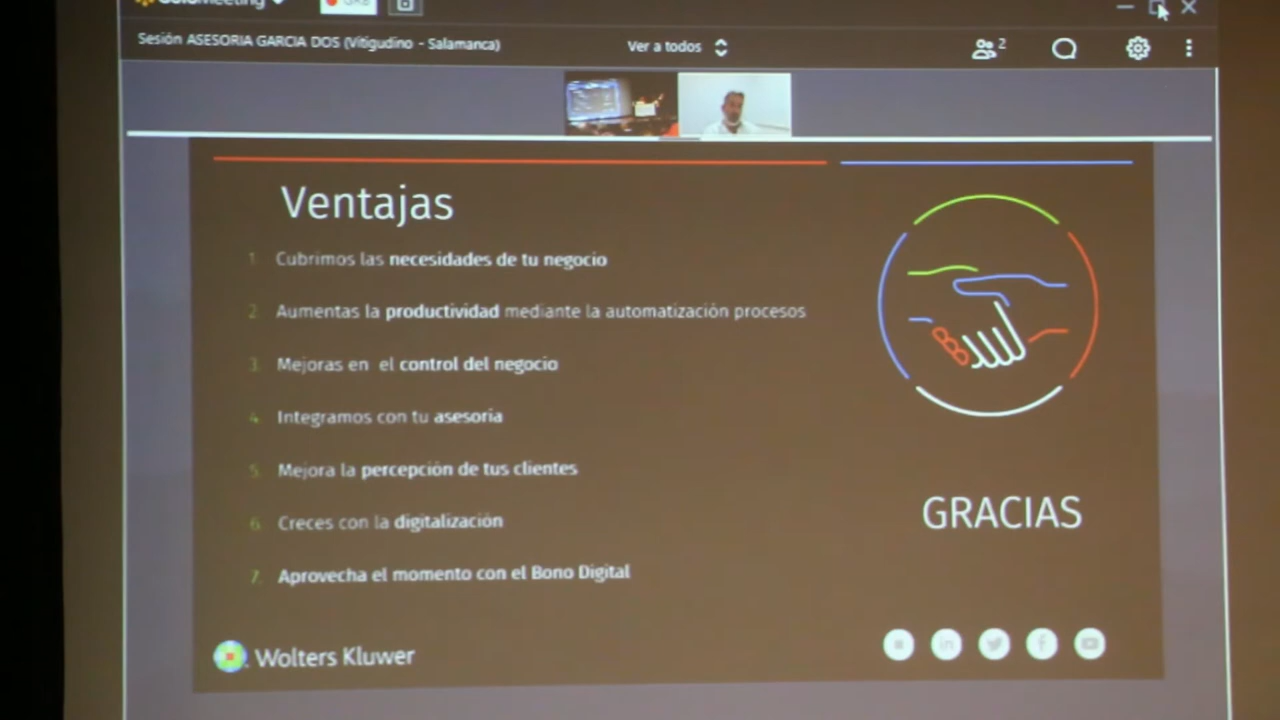 Sesión ASESORIA GARCIA DOS (Vitigudino - Salamanca)
Ver a todos
2
Ventajas
1. Cubrimos las necesidades de tu negocio
2. Aumentas la productividad mediante la automatización procesos
3. Mejoras en el control del negocio
4. Integramos con tu asesoría
5. Mejora la percepción de tus clientes
6. Creces con la digitalización
7. Aprovecha el momento con el Bono Digital
GRACIAS
Wolters Kluwer
in
f